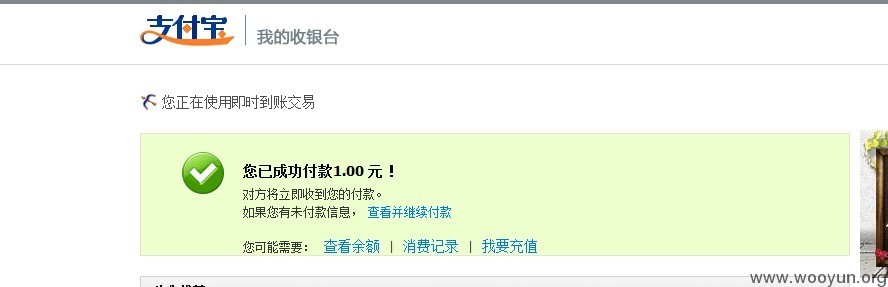 支付宝 我的收银台
您正在使用即时到账交易
您已成功付款1.00 元！
对方将立即收到您的付款。
如果您有未付款信息， 查看并继续付款
您可能需要： 查看余额 | 消费记录 | 我要充值
www.wooyun.org